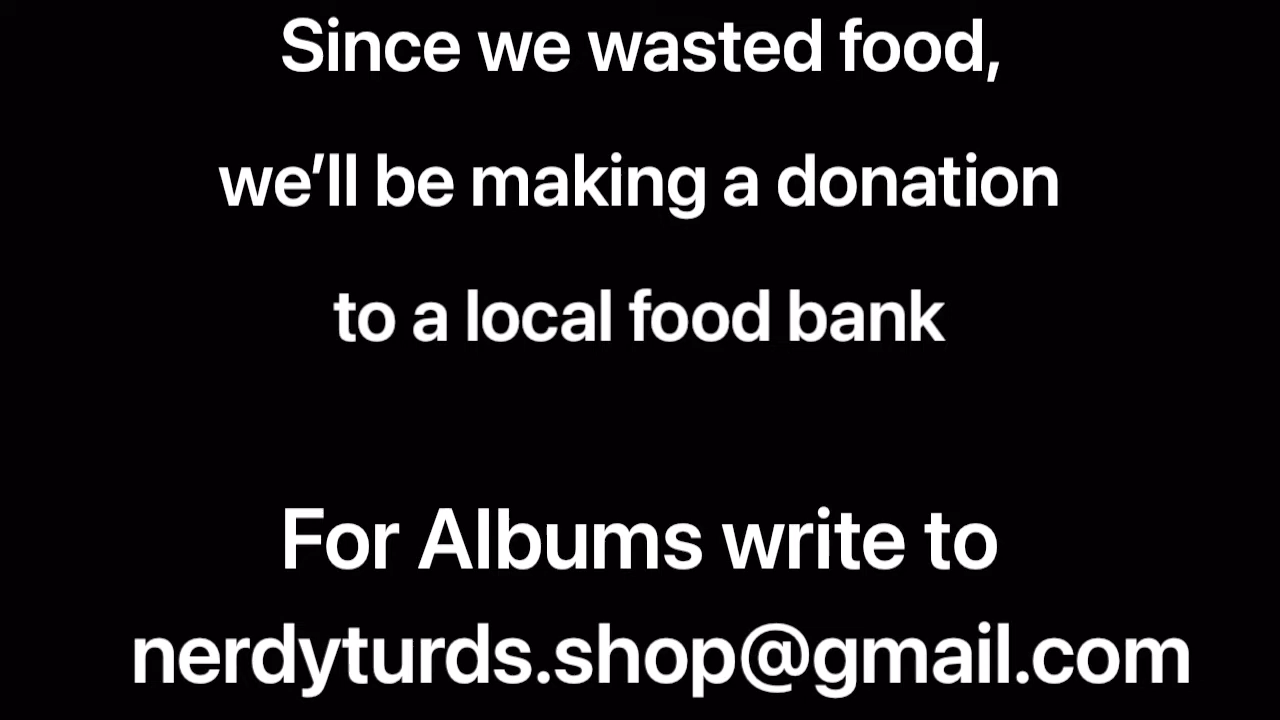 Since we wasted food,
we’ll be making a donation
to a local food bank
For Albums write to
nerdyturds.shop@gmail.com